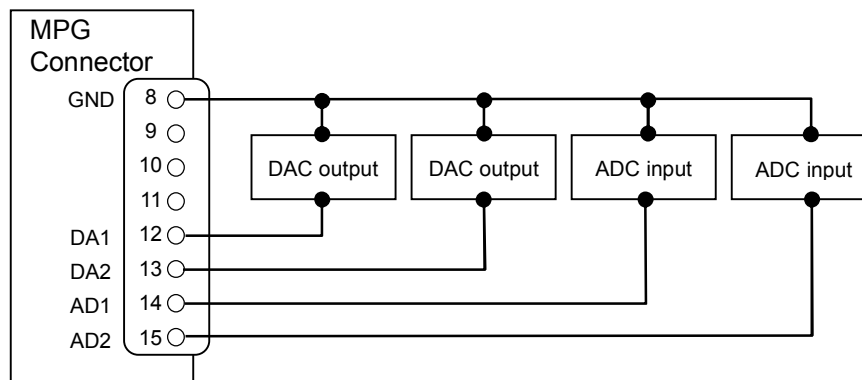 MPG
Connector
GND 8
9
10
11
DA1 12
DA2 13
AD1 14
AD2 15
DAC output DAC output ADC input ADC input